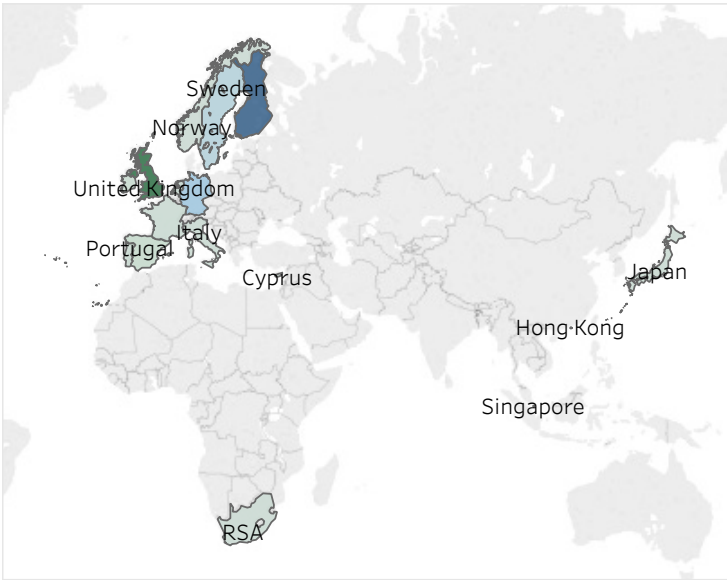 Sweden
Norway
United Kingdom
Italy
Portugal
Cyprus
Japan
Hong Kong
Singapore
RSA